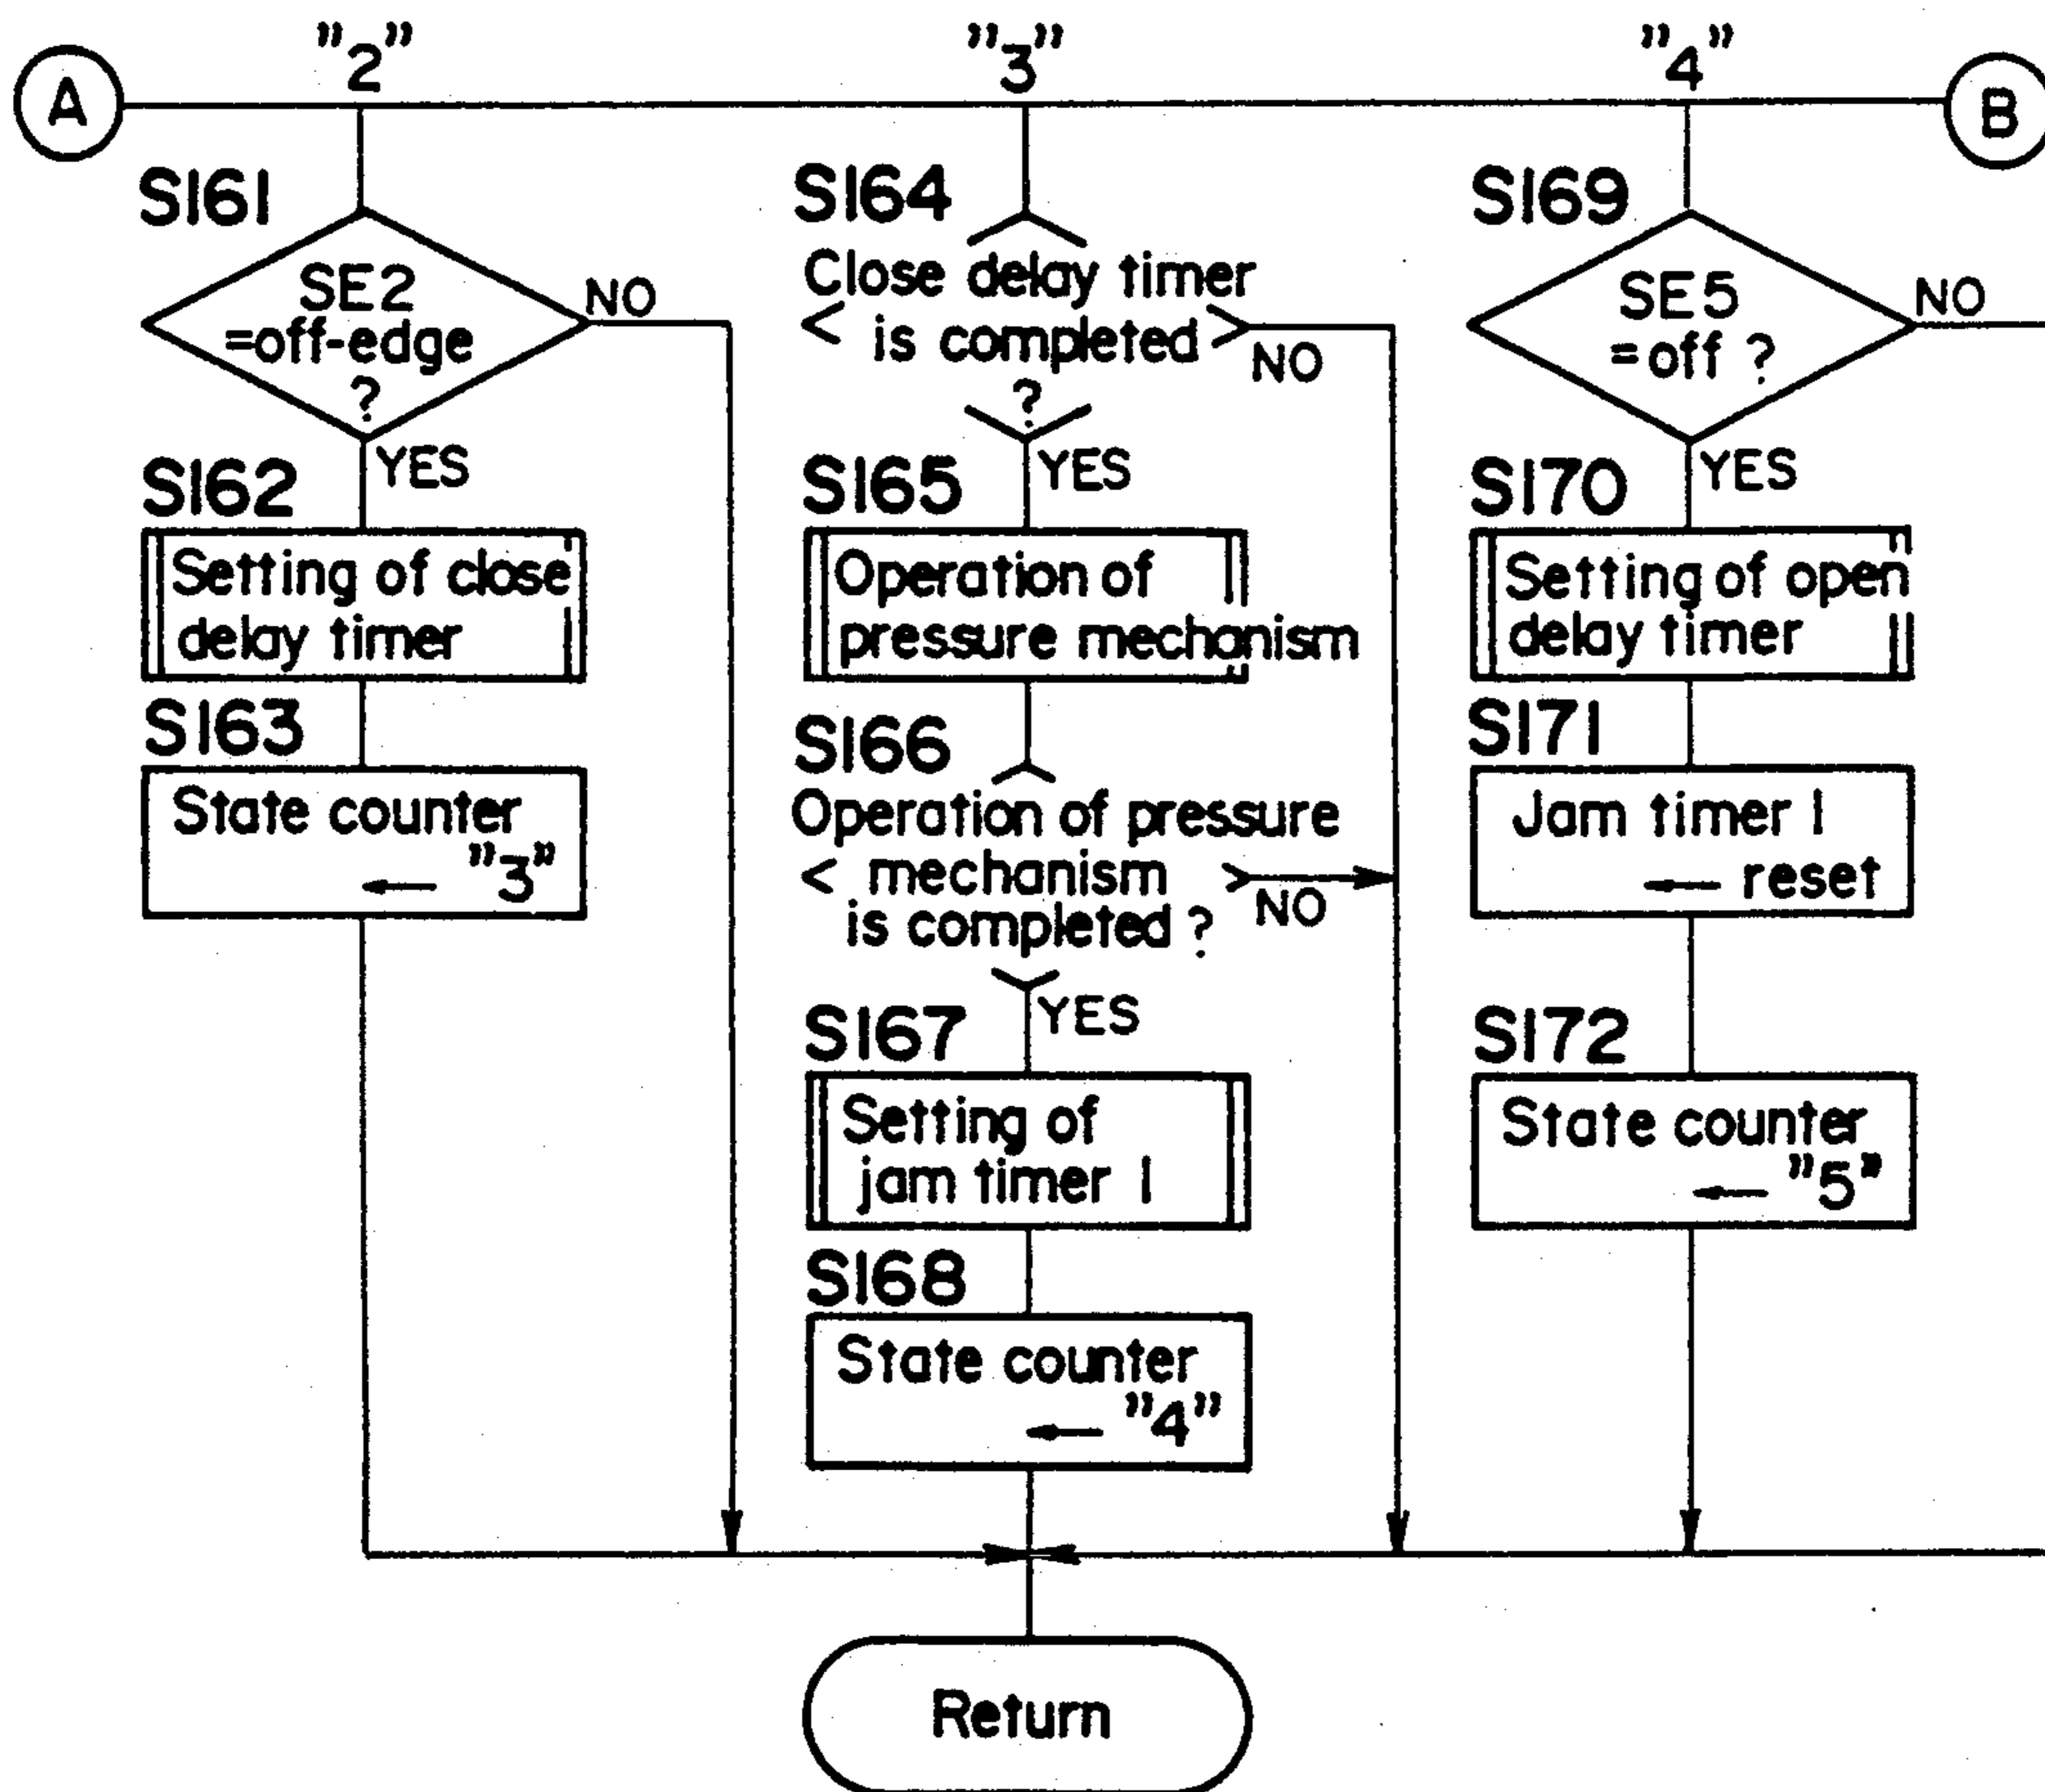 A
"2"
"3"
"4"
B
S161
SE2
=off-edge
?
NO
YES
S162
Setting of close
delay timer
S163
State counter
← "3"
S164
Close delay timer
is completed
?
NO
YES
S165
Operation of
pressure mechanism
S166
Operation of pressure
mechanism
is completed ?
NO
YES
S167
Setting of
jam timer 1
S168
State counter
← "4"
S169
SE5
=off ?
NO
YES
S170
Setting of open
delay timer
S171
Jam timer 1
← reset
S172
State counter
← "5"
Return